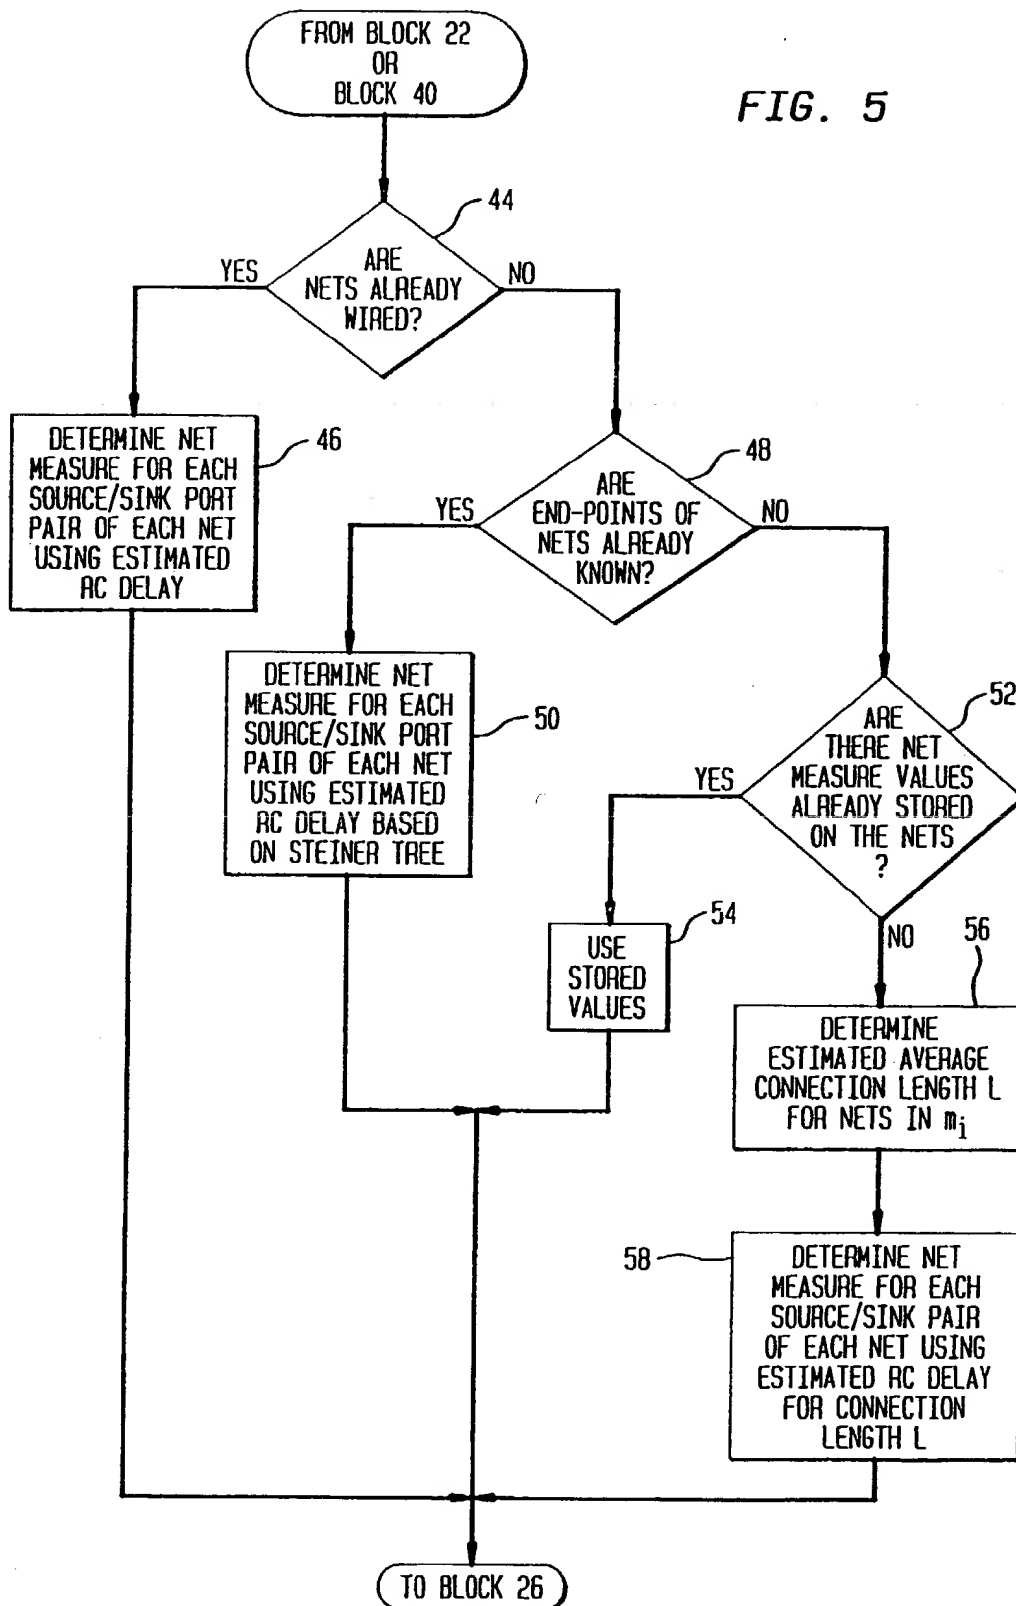 FROM BLOCK 22
OR
BLOCK 40
FIG. 5
44
ARE
NETS ALREADY
WIRED?
YES
NO
46
DETERMINE NET
MEASURE FOR EACH
SOURCE/SINK PORT
PAIR OF EACH NET
USING ESTIMATED
RC DELAY
48
ARE
END-POINTS OF
NETS ALREADY
KNOWN?
YES
NO
50
DETERMINE NET
MEASURE FOR EACH
SOURCE/SINK PORT
PAIR OF EACH NET
USING ESTIMATED
RC DELAY BASED
ON STEINER TREE
52
ARE
THERE NET
MEASURE VALUES
ALREADY STORED
ON THE NETS
?
YES
NO
54
USE
STORED
VALUES
56
DETERMINE
ESTIMATED AVERAGE
CONNECTION LENGTH L
FOR NETS IN mi
58
DETERMINE NET
MEASURE FOR EACH
SOURCE/SINK PAIR
OF EACH NET USING
ESTIMATED RC DELAY
FOR CONNECTION
LENGTH L
TO BLOCK 26